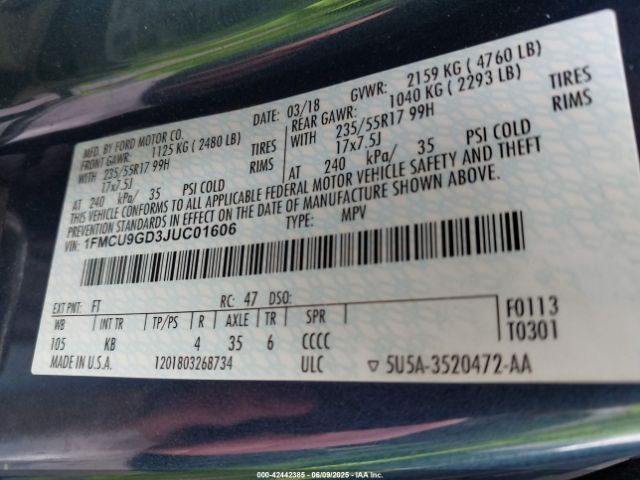 MFD. BY FORD MOTOR CO.
DATE: 03/18
GVWR: 2159 KG ( 4760 LB)
FRONT GAWR: 1125 KG ( 2480 LB)
REAR GAWR: 1040 KG ( 2293 LB)
WITH 235/55R17 99H TIRES
WITH 235/55R17 99H TIRES
17x7.5J RIMS
17x7.5J RIMS
AT 240 kPa/ 35 PSI COLD
AT 240 kPa/ 35 PSI COLD
THIS VEHICLE CONFORMS TO ALL APPLICABLE FEDERAL MOTOR VEHICLE SAFETY AND THEFT
PREVENTION STANDARDS IN EFFECT ON THE DATE OF MANUFACTURE SHOWN ABOVE.
VIN: 1FMCU9GD3JUC01606
TYPE: MPV
EXT PNT: FT RC: 47 DSO:
WB INT TR TP/PS R AXLE TR SPR
105 KB 4 35 6 CCCC
F0113
T0301
MADE IN U.S.A. 1201803268734 ULC ▽ 5U5A-3520472-AA
000-42442385 - 06/09/2025 - IAA Inc.